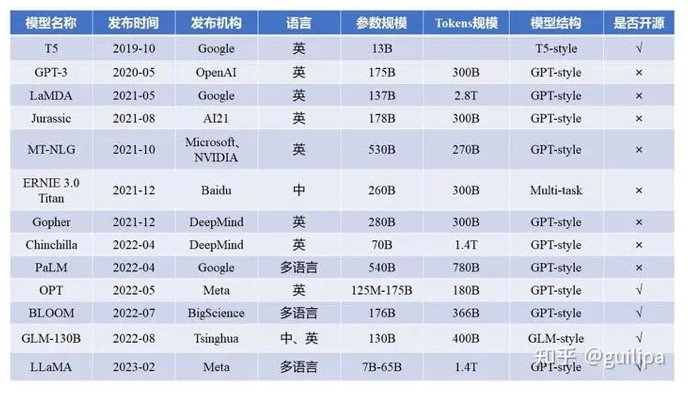 模型名称 发布时间 发布机构 语言 参数规模 Tokens规模 模型结构 是否开源
T5 2019-10 Google 英 13B T5-style √
GPT-3 2020-05 OpenAI 英 175B 300B GPT-style ×
LaMDA 2021-05 Google 英 137B 2.8T GPT-style ×
Jurassic 2021-08 AI21 英 178B 300B GPT-style ×
MT-NLG 2021-10 Microsoft、NVIDIA 英 530B 270B GPT-style ×
ERNIE 3.0 Titan 2021-12 Baidu 中 260B 300B Multi-task ×
Gopher 2021-12 DeepMind 英 280B 300B GPT-style ×
Chinchilla 2022-04 DeepMind 英 70B 1.4T GPT-style ×
PaLM 2022-04 Google 多语言 540B 780B GPT-style ×
OPT 2022-05 Meta 英 125M-175B 180B GPT-style √
BLOOM 2022-07 BigScience 多语言 176B 366B GPT-style √
GLM-130B 2022-08 Tsinghua 中、英 130B 400B GLM-style √
LLaMA 2023-02 Meta 多语言 7B-65B 1.4T GPT-style √
知乎 @guilipa